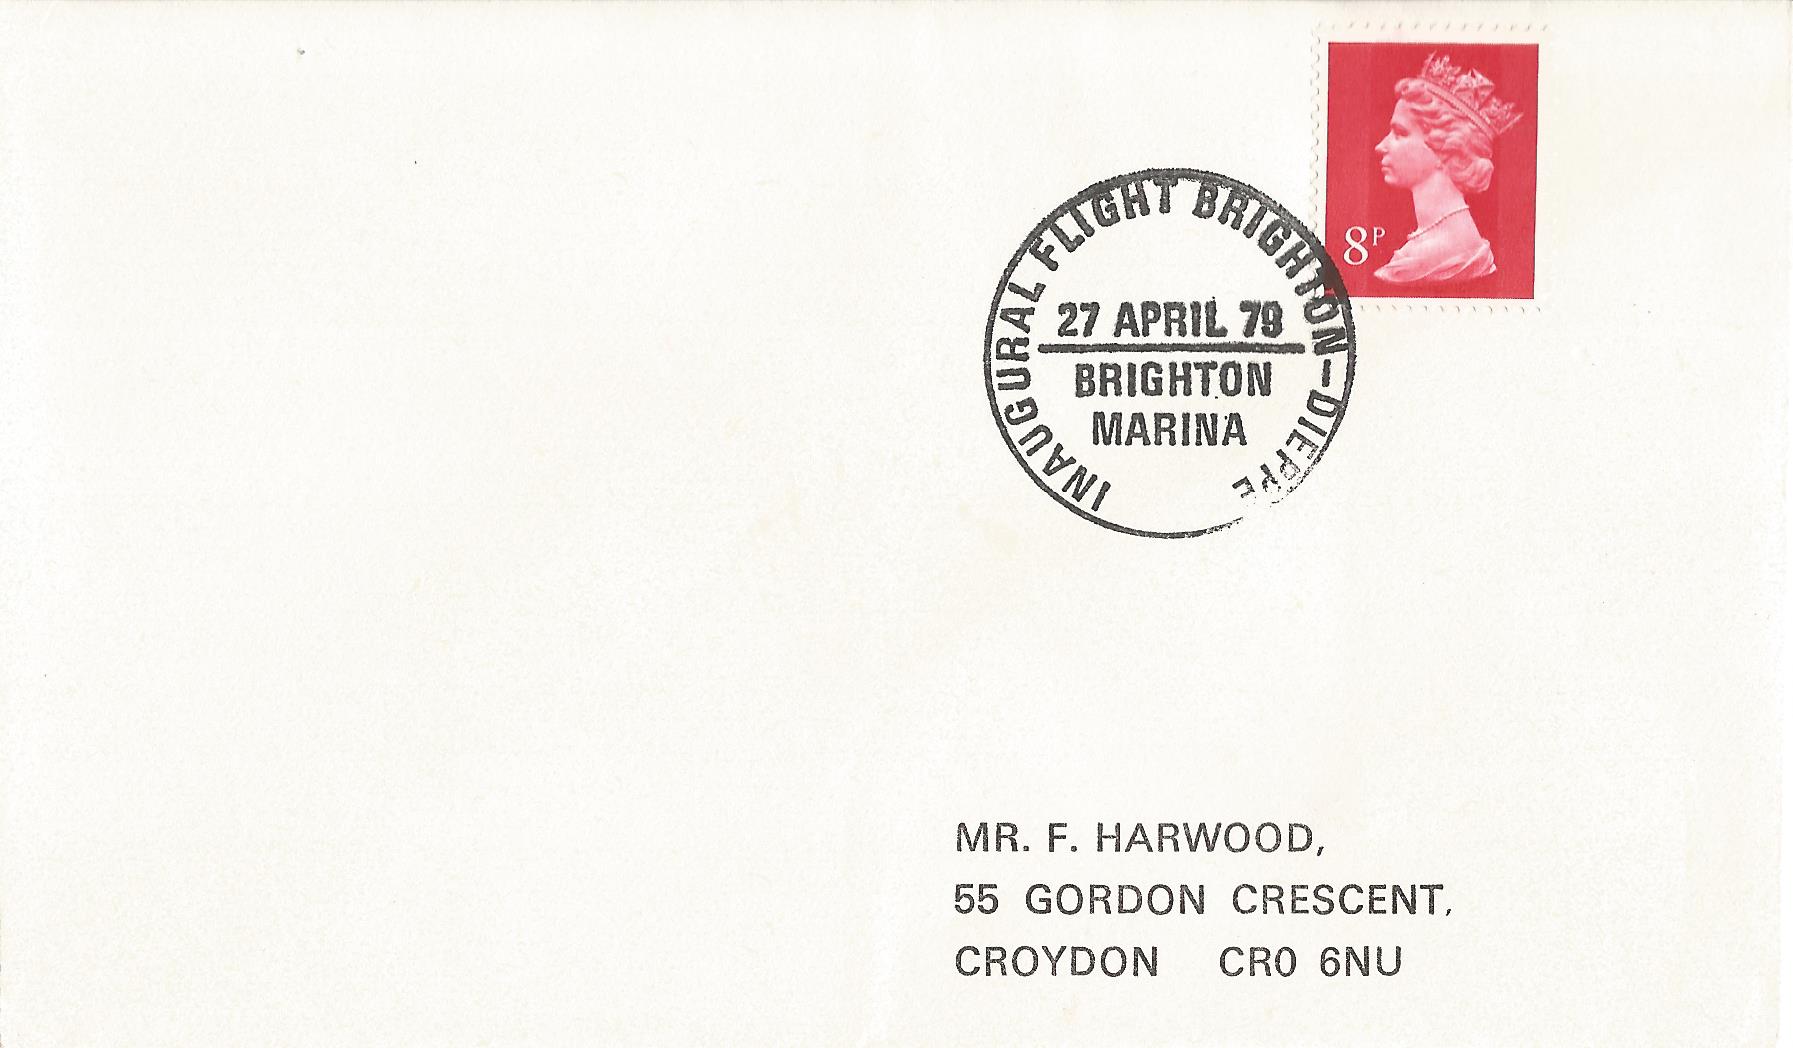 8P
INAUGURAL FLIGHT BRIGHTON-DIEPPE
27 APRIL 79
BRIGHTON
MARINA
MR. F. HARWOOD,
55 GORDON CRESCENT,
CROYDON CR0 6NU